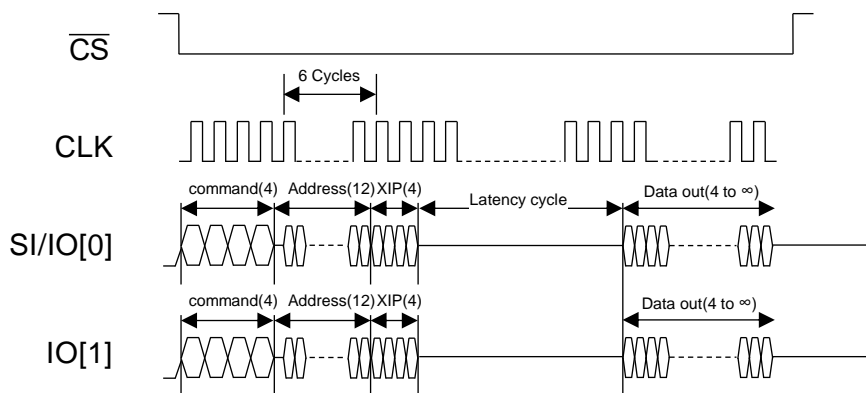 CS
6 Cycles
CLK
command(4) Address(12) XIP(4) Latency cycle Data out(4 to ∞)
SI/IO[0]
command(4) Address(12) XIP(4) Data out(4 to ∞)
IO[1]